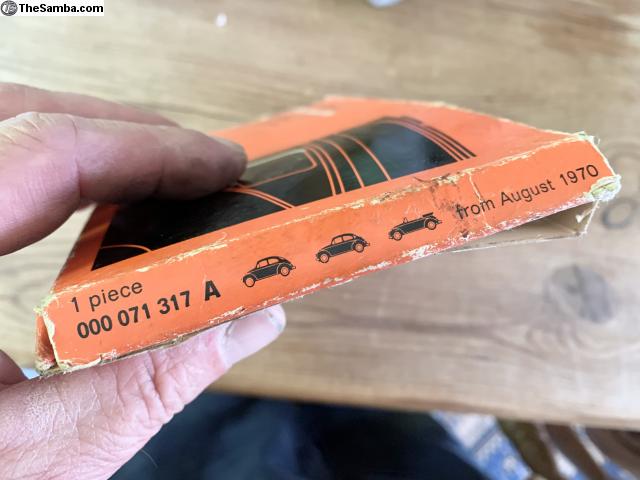 TheSamba.com
1 piece
000 071 317 A
from August 1970